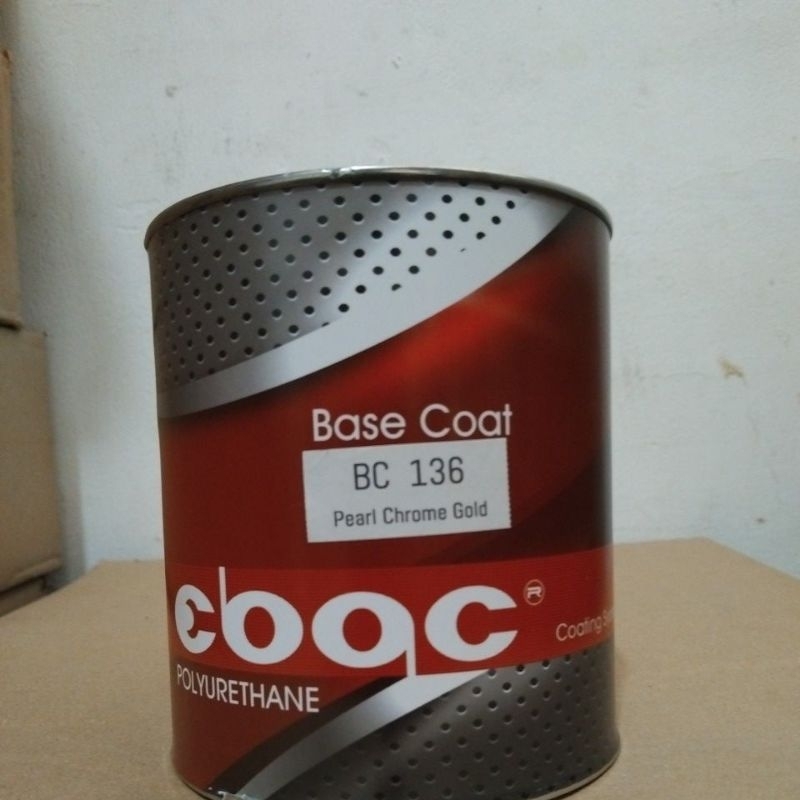 Base Coat
BC 136
Pearl Chrome Gold
cbqc®
Coating
POLYURETHANE